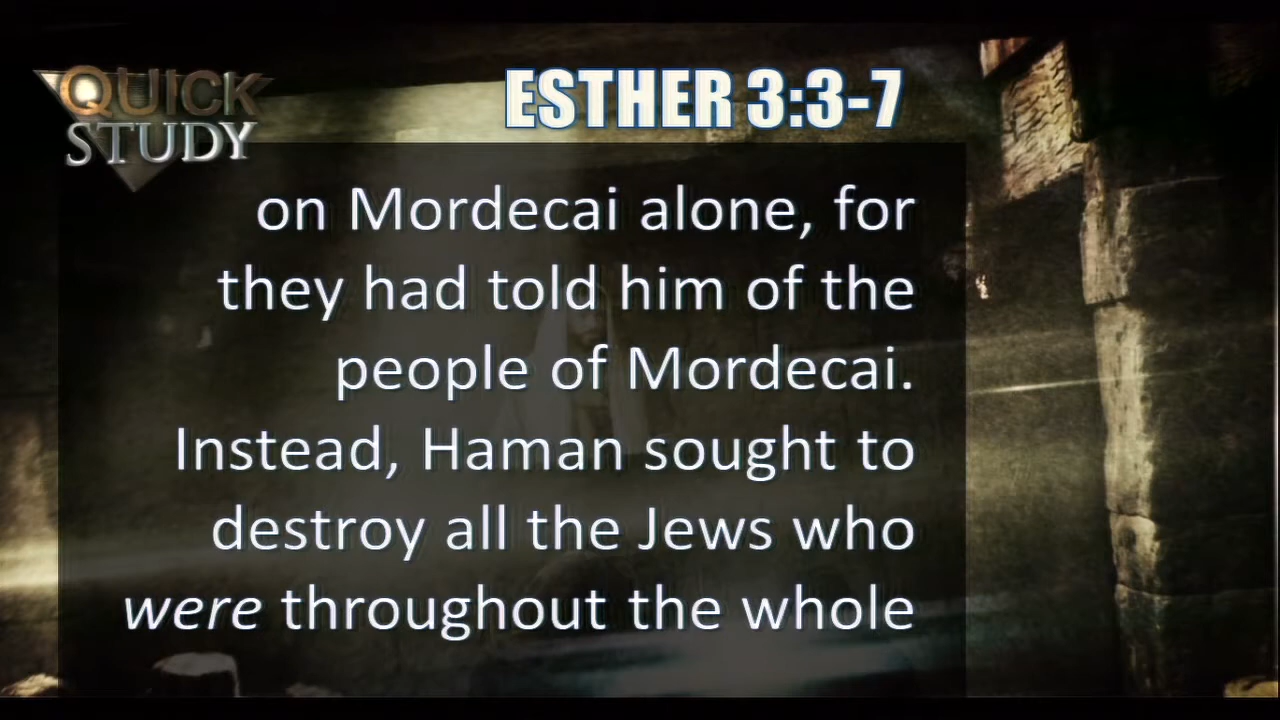 QUICK
STUDY
ESTHER 3:3-7
on Mordecai alone, for
they had told him of the
people of Mordecai.
Instead, Haman sought to
destroy all the Jews who
were throughout the whole